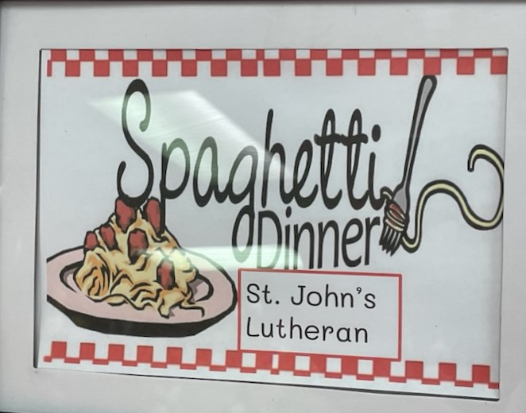 Spaghetti
Dinner
St. John's
Lutheran